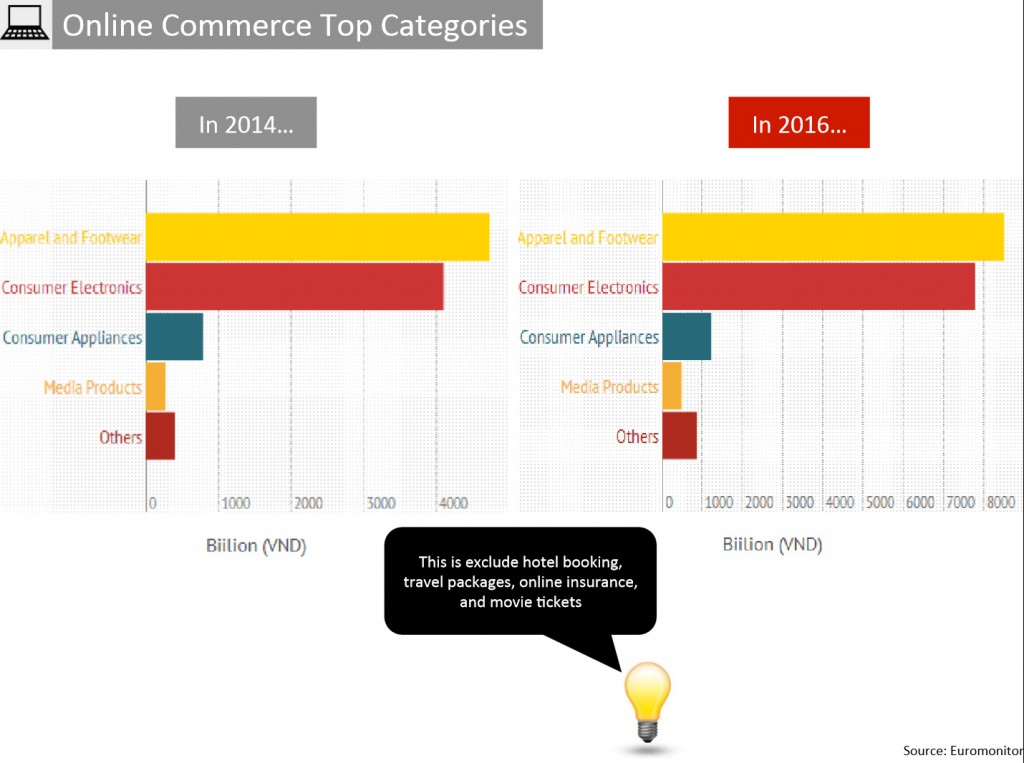 Online Commerce Top Categories
In 2014...
In 2016...
Apparel and Footwear
Consumer Electronics
Consumer Appliances
Media Products
Others
0 1000 2000 3000 4000
Biilion (VND)
Apparel and Footwear
Consumer Electronics
Consumer Appliances
Media Products
Others
0 1000 2000 3000 4000 5000 6000 7000 8000
Biilion (VND)
This is exclude hotel booking,
travel packages, online insurance,
and movie tickets
Source: Euromonitor